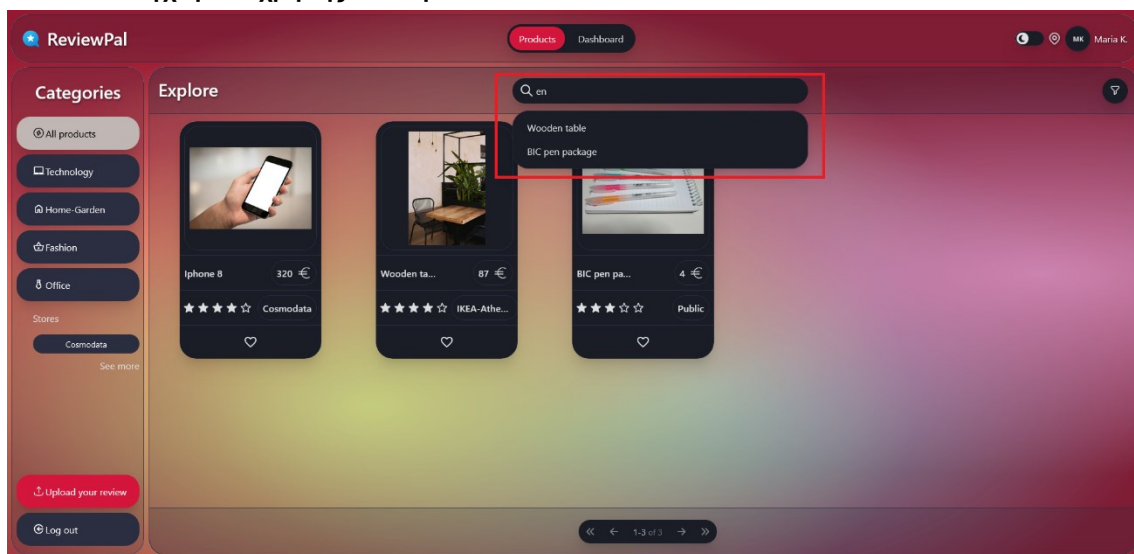 ReviewPal
Products
Dashboard
MK
Maria K.
Categories
Explore
en
All products
Technology
Home-Garden
Fashion
Office
Stores
Cosmodata
See more
Upload your review
Log out
Wooden table
BIC pen package
Iphone 8
320 €
Cosmodata
Wooden ta...
87 €
IKEA-Athe...
BIC pen pa...
4 €
Public
1-3 of 3